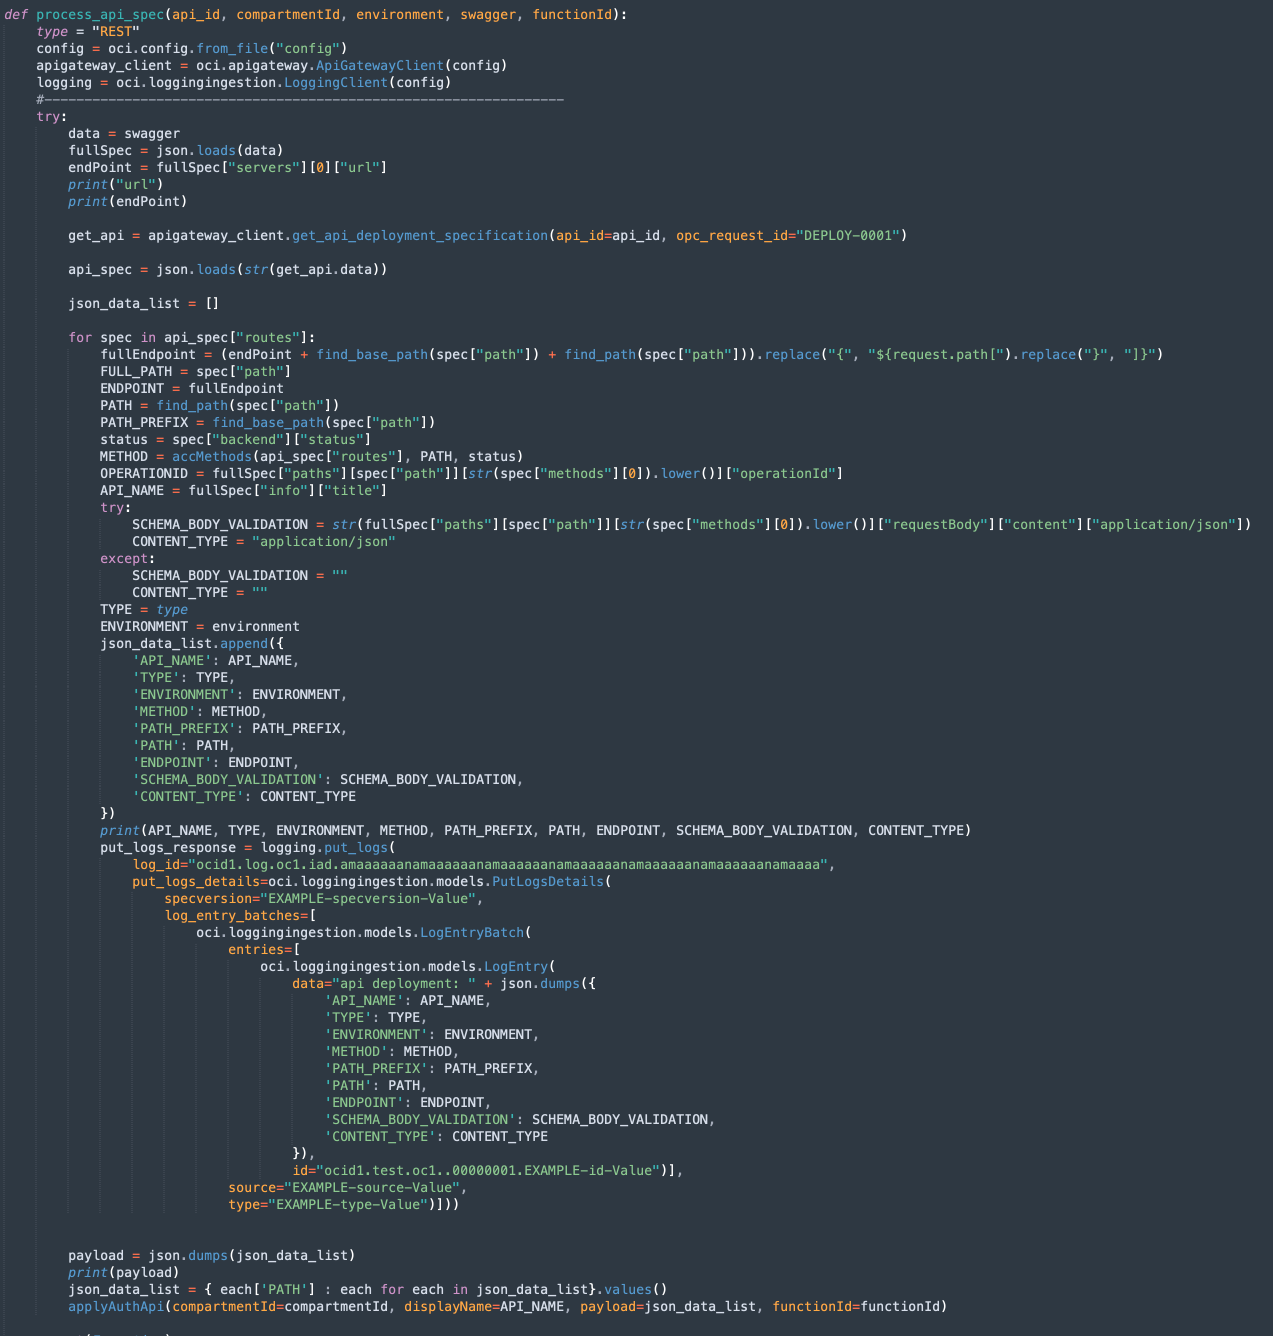 def process_api_spec(api_id, compartmentId, environment, swagger, functionId):
    type = "REST"
    config = oci.config.from_file("config")
    apigateway_client = oci.apigateway.ApiGatewayClient(config)
    logging = oci.loggingingestion.LoggingClient(config)
    #-----------------------------------------------------------------
    try:
        data = swagger
        fullSpec = json.loads(data)
        endPoint = fullSpec["servers"][0]["url"]
        print("url")
        print(endPoint)

        get_api = apigateway_client.get_api_deployment_specification(api_id=api_id, opc_request_id="DEPLOY-0001")

        api_spec = json.loads(str(get_api.data))

        json_data_list = []

        for spec in api_spec["routes"]:
            fullEndpoint = (endPoint + find_base_path(spec["path"]) + find_path(spec["path"])).replace("{", "${request.path[").replace("}", "]}")
            FULL_PATH = spec["path"]
            ENDPOINT = fullEndpoint
            PATH = find_path(spec["path"])
            PATH_PREFIX = find_base_path(spec["path"])
            status = spec["backend"]["status"]
            METHOD = accMethods(api_spec["routes"], PATH, status)
            OPERATIONID = fullSpec["paths"][spec["path"]][str(spec["methods"][0]).lower()]["operationId"]
            API_NAME = fullSpec["info"]["title"]
            try:
                SCHEMA_BODY_VALIDATION = str(fullSpec["paths"][spec["path"]][str(spec["methods"][0]).lower()]["requestBody"]["content"]["application/json"])
                CONTENT_TYPE = "application/json"
            except:
                SCHEMA_BODY_VALIDATION = ""
                CONTENT_TYPE = ""
            TYPE = type
            ENVIRONMENT = environment
            json_data_list.append({
                'API_NAME': API_NAME,
                'TYPE': TYPE,
                'ENVIRONMENT': ENVIRONMENT,
                'METHOD': METHOD,
                'PATH_PREFIX': PATH_PREFIX,
                'PATH': PATH,
                'ENDPOINT': ENDPOINT,
                'SCHEMA_BODY_VALIDATION': SCHEMA_BODY_VALIDATION,
                'CONTENT_TYPE': CONTENT_TYPE
            })
            print(API_NAME, TYPE, ENVIRONMENT, METHOD, PATH_PREFIX, PATH, ENDPOINT, SCHEMA_BODY_VALIDATION, CONTENT_TYPE)
            put_logs_response = logging.put_logs(
                log_id="ocid1.log.oc1.iad.amaaaaaanamaaaaaanamaaaaaanamaaaaaanamaaaaaanamaaaaaanamaaaa",
                put_logs_details=oci.loggingingestion.models.PutLogsDetails(
                    specversion="EXAMPLE-specversion-Value",
                    log_entry_batches=[
                        oci.loggingingestion.models.LogEntryBatch(
                            entries=[
                                oci.loggingingestion.models.LogEntry(
                                    data="api deployment: " + json.dumps({
                                        'API_NAME': API_NAME,
                                        'TYPE': TYPE,
                                        'ENVIRONMENT': ENVIRONMENT,
                                        'METHOD': METHOD,
                                        'PATH_PREFIX': PATH_PREFIX,
                                        'PATH': PATH,
                                        'ENDPOINT': ENDPOINT,
                                        'SCHEMA_BODY_VALIDATION': SCHEMA_BODY_VALIDATION,
                                        'CONTENT_TYPE': CONTENT_TYPE
                                    }),
                                    id="ocid1.test.oc1..00000001.EXAMPLE-id-Value")],
                            source="EXAMPLE-source-Value",
                            type="EXAMPLE-type-Value")]))


        payload = json.dumps(json_data_list)
        print(payload)
        json_data_list = { each['PATH'] : each for each in json_data_list}.values()
        applyAuthApi(compartmentId=compartmentId, displayName=API_NAME, payload=json_data_list, functionId=functionId)